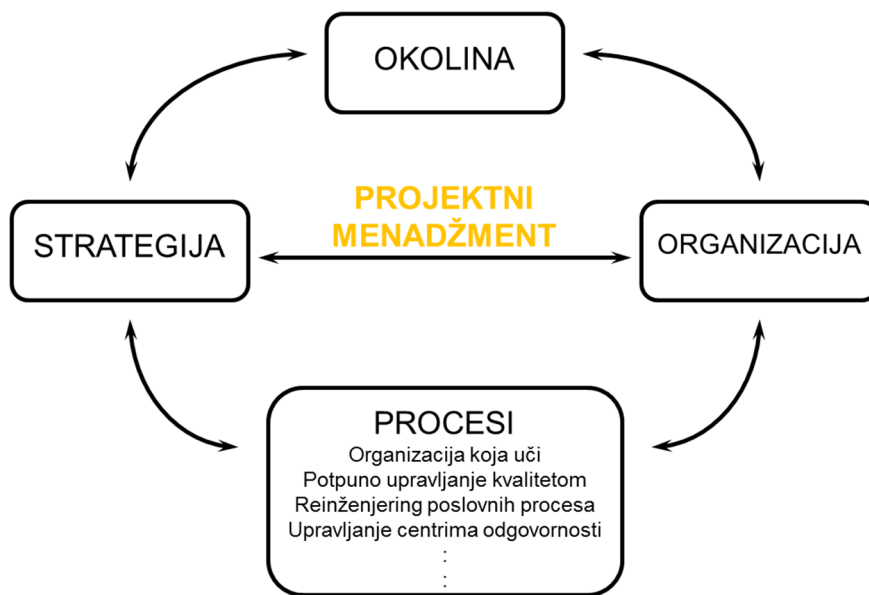 OKOLINA
PROJEKTNI
MENADŽMENT
STRATEGIJA
ORGANIZACIJA
PROCESI
Organizacija koja uči
Potpuno upravljanje kvalitetom
Reinženjering poslovnih procesa
Upravljanje centrima odgovornosti
:
: